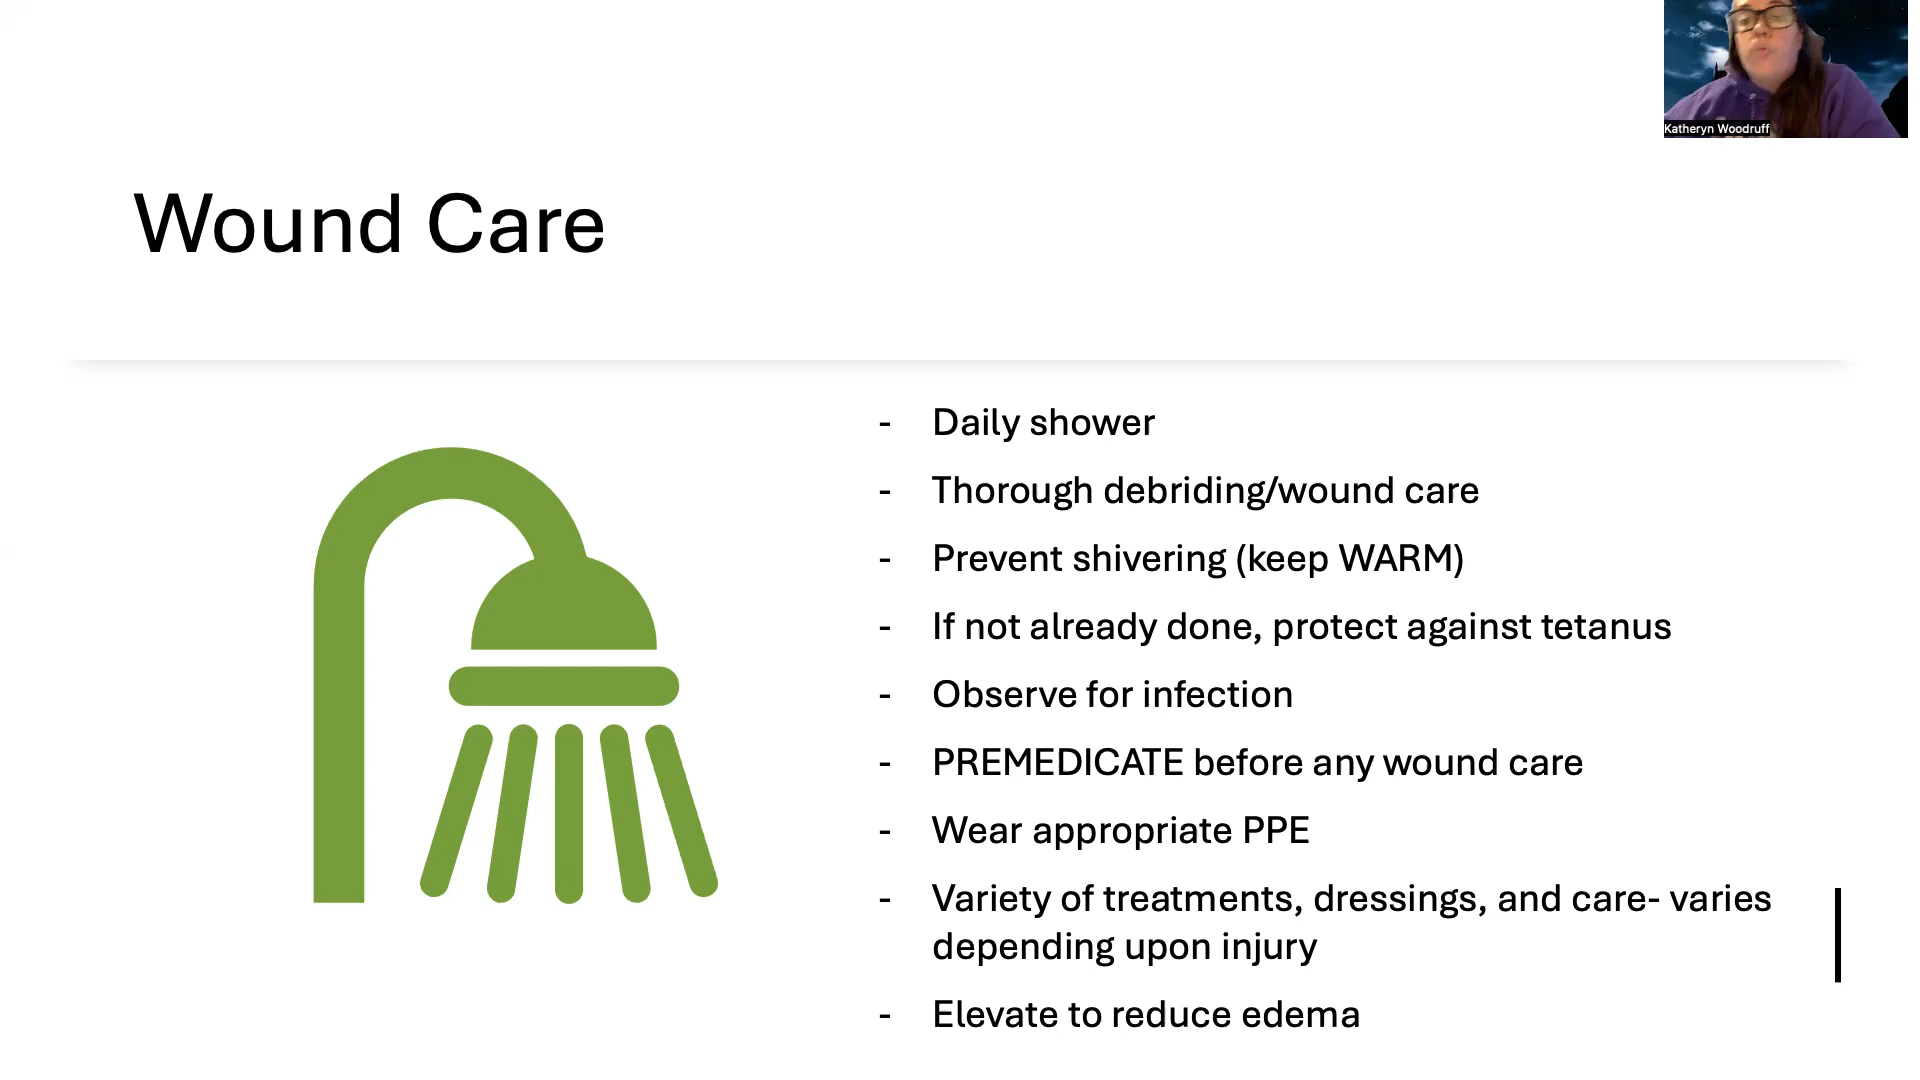 Katheryn Woodruff
Wound Care
- Daily shower
- Thorough debriding/wound care
- Prevent shivering (keep WARM)
- If not already done, protect against tetanus
- Observe for infection
- PREMEDICATE before any wound care
- Wear appropriate PPE
- Variety of treatments, dressings, and care- varies
depending upon injury
- Elevate to reduce edema